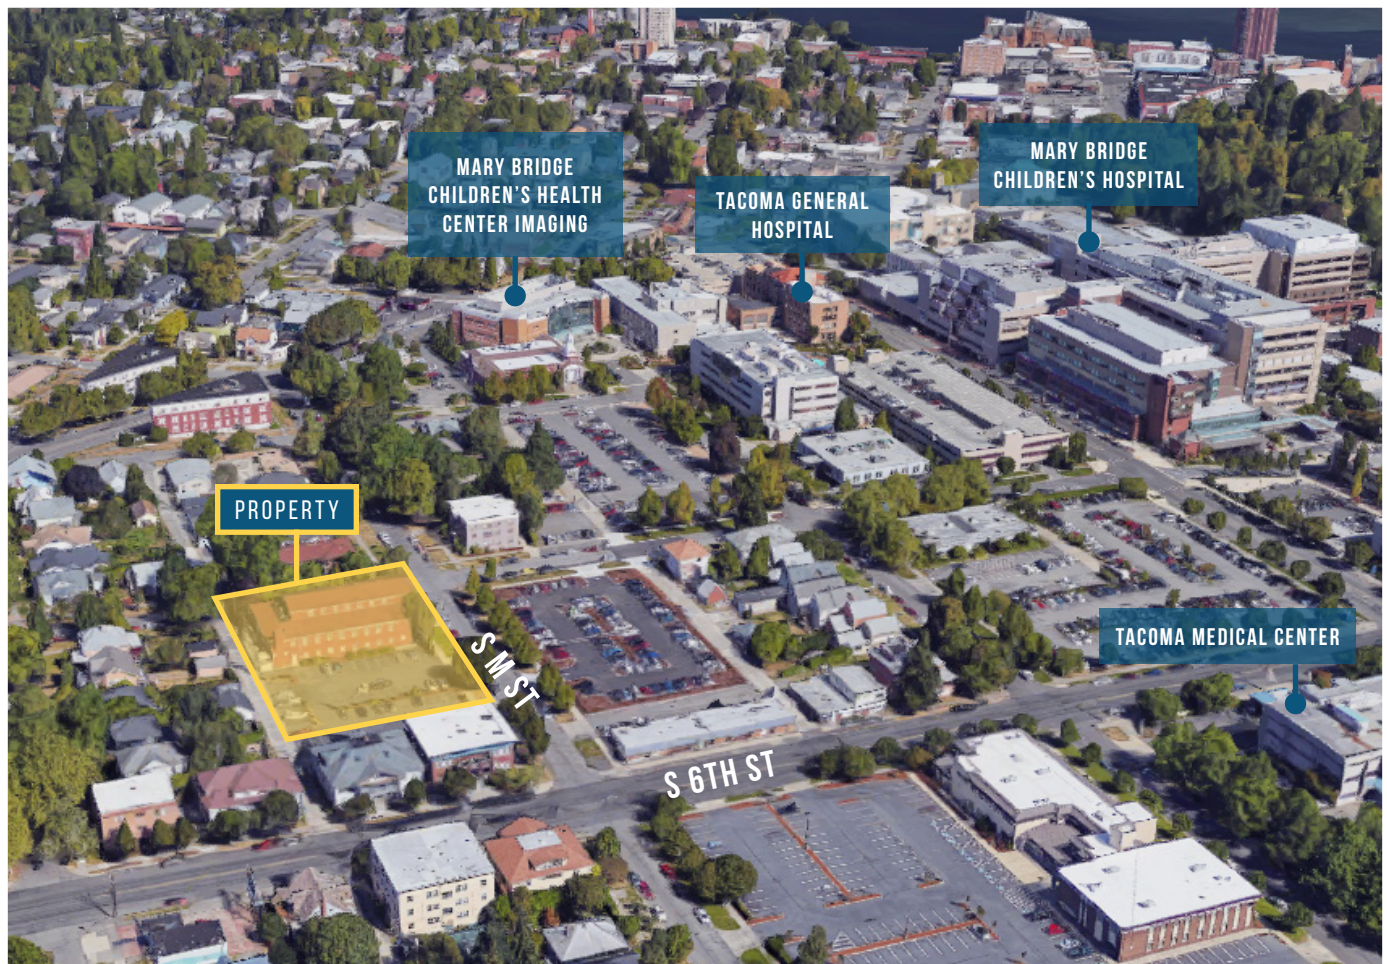 MARY BRIDGE
CHILDREN'S HEALTH
CENTER IMAGING
TACOMA GENERAL
HOSPITAL
MARY BRIDGE
CHILDREN'S HOSPITAL
PROPERTY
S M ST
TACOMA MEDICAL CENTER
S 6TH ST